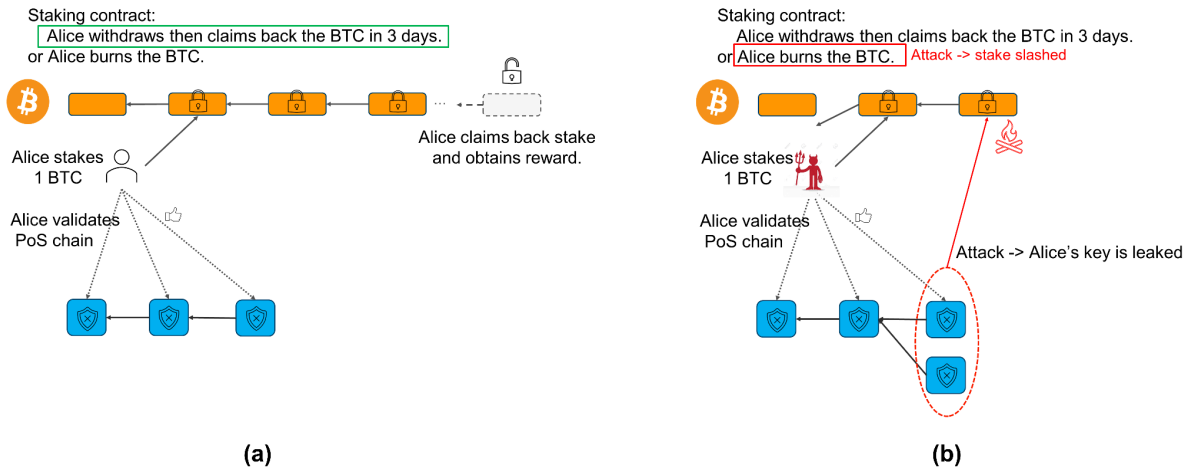 Staking contract:
Alice withdraws then claims back the BTC in 3 days.
or Alice burns the BTC.
...
Alice claims back stake
and obtains reward.
Alice stakes
1 BTC
Alice validates
PoS chain
(a)
Staking contract:
Alice withdraws then claims back the BTC in 3 days.
or Alice burns the BTC. Attack -> stake slashed
Alice stakes
1 BTC
Alice validates
PoS chain
Attack -> Alice's key is leaked
(b)